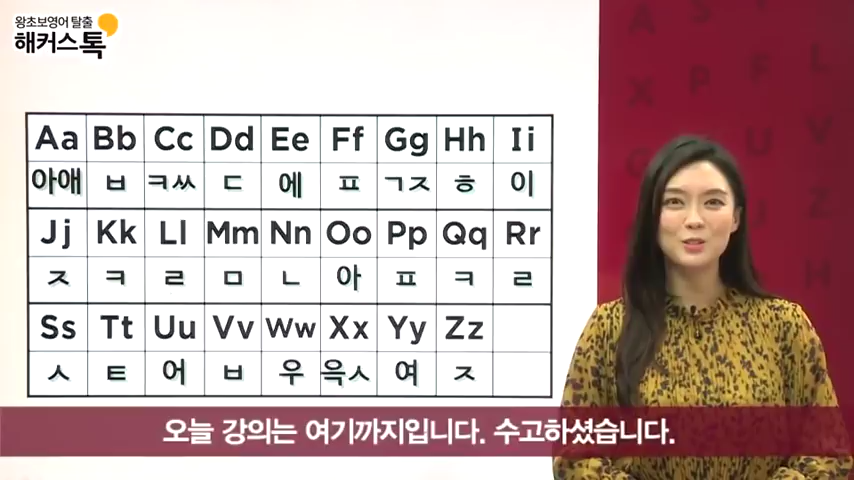 왕초보영어 탈출
해커스톡
Aa Bb Cc Dd Ee Ff Gg Hh Ii
아애 ㅂ ㅋㅆ ㄷ 에 ㅍ ㄱㅈ ㅎ 이
Jj Kk Ll Mm Nn Oo Pp Qq Rr
ㅈ ㅋ ㄹ ㅁ ㄴ 아 ㅍ ㅋ ㄹ
Ss Tt Uu Vv Ww Xx Yy Zz
ㅅ ㅌ 어 ㅂ 우 윽ㅅ 여 ㅈ
오늘 강의는 여기까지입니다. 수고하셨습니다.